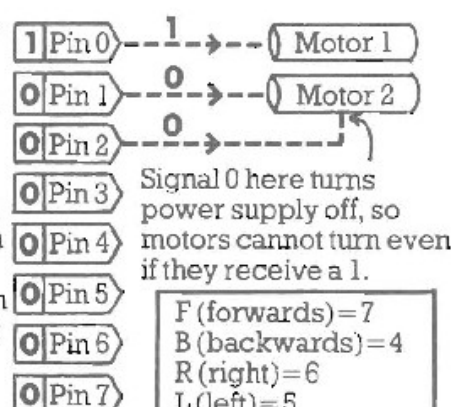 1 Pin 0 1 Motor 1
0 Pin 1 0 Motor 2
0 Pin 2 0
0 Pin 3
0 Pin 4
0 Pin 5
0 Pin 6
0 Pin 7
Signal 0 here turns
power supply off, so
motors cannot turn even
if they receive a 1.
F (forwards)=7
B (backwards)=4
R (right)=6
L (left)=5